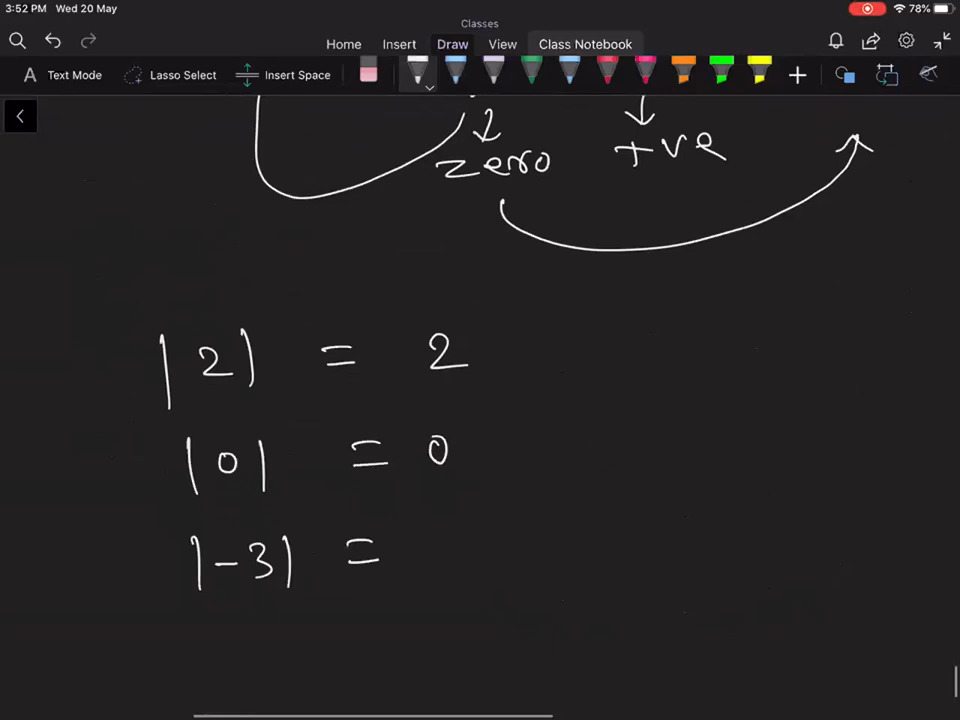 3:52 PM Wed 20 May 78%
Classes
Home Insert Draw View Class Notebook
A Text Mode Lasso Select Insert Space
zero +ve
|2| = 2
|0| = 0
|-3| =